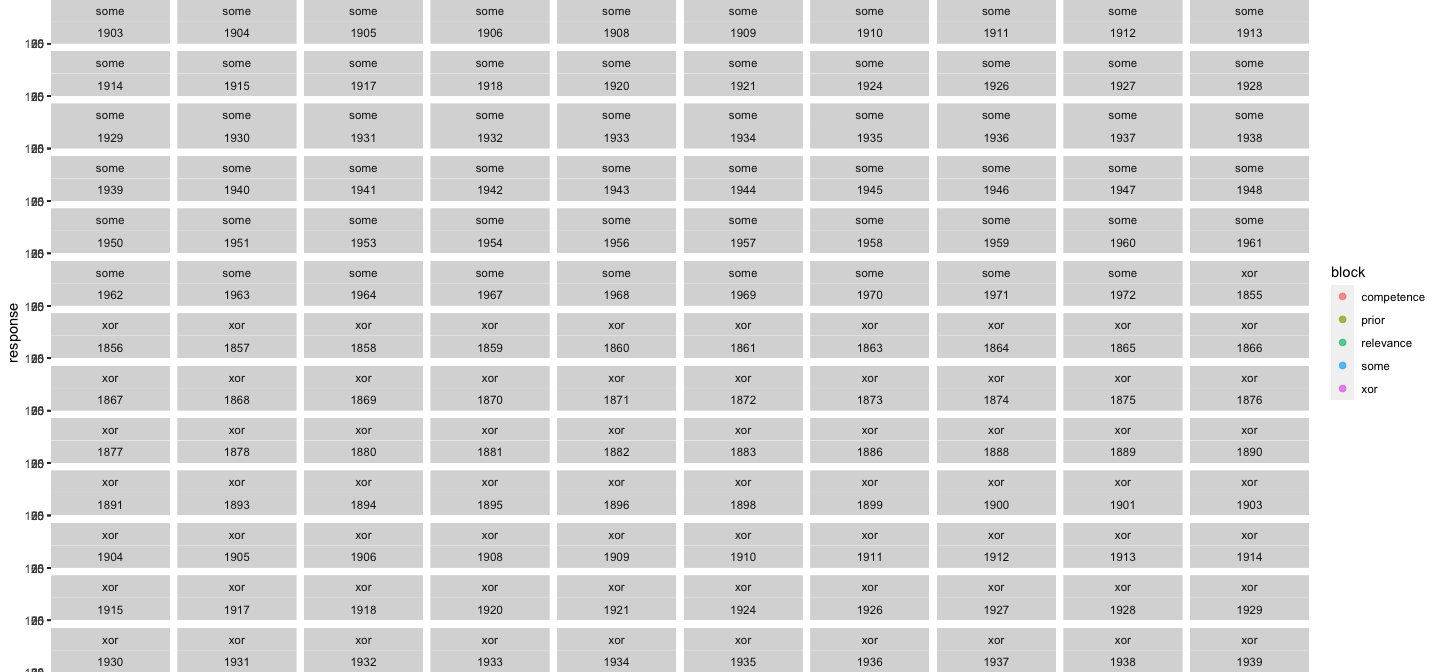 some some some some some some some some some some
1903 1904 1905 1906 1908 1909 1910 1911 1912 1913
some some some some some some some some some some
1914 1915 1917 1918 1920 1921 1924 1926 1927 1928
some some some some some some some some some some
1929 1930 1931 1932 1933 1934 1935 1936 1937 1938
some some some some some some some some some some
1939 1940 1941 1942 1943 1944 1945 1946 1947 1948
some some some some some some some some some some
1950 1951 1953 1954 1956 1957 1958 1959 1960 1961
some some some some some some some some some xor
1962 1963 1964 1967 1968 1969 1970 1971 1972 1855
xor xor xor xor xor xor xor xor xor xor
1856 1857 1858 1859 1860 1861 1863 1864 1865 1866
xor xor xor xor xor xor xor xor xor xor
1867 1868 1869 1870 1871 1872 1873 1874 1875 1876
xor xor xor xor xor xor xor xor xor xor
1877 1878 1880 1881 1882 1883 1886 1888 1889 1890
xor xor xor xor xor xor xor xor xor xor
1891 1893 1894 1895 1896 1898 1899 1900 1901 1903
xor xor xor xor xor xor xor xor xor xor
1904 1905 1906 1908 1909 1910 1911 1912 1913 1914
xor xor xor xor xor xor xor xor xor xor
1915 1917 1918 1920 1921 1924 1926 1927 1928 1929
xor xor xor xor xor xor xor xor xor xor
1930 1931 1932 1933 1934 1935 1936 1937 1938 1939
response
block
competence
prior
relevance
some
xor